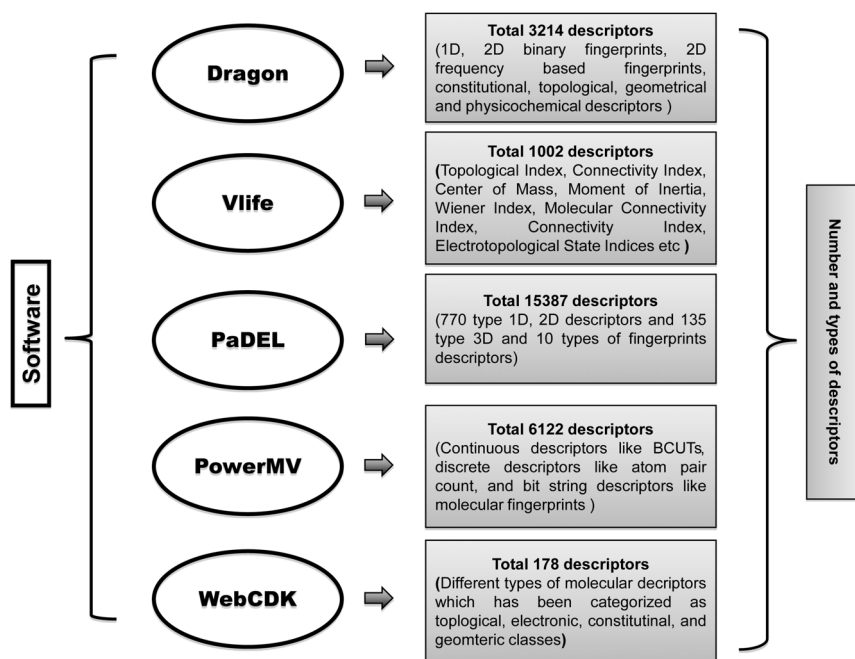 Software
Dragon
Total 3214 descriptors
(1D, 2D binary fingerprints, 2D
frequency based fingerprints,
constitutional, topological, geometrical
and physicochemical descriptors )
Vlife
Total 1002 descriptors
(Topological Index, Connectivity Index,
Center of Mass, Moment of Inertia,
Wiener Index, Molecular Connectivity
Index, Connectivity Index,
Electrotopological State Indices etc )
PaDEL
Total 15387 descriptors
(770 type 1D, 2D descriptors and 135
type 3D and 10 types of fingerprints
descriptors)
PowerMV
Total 6122 descriptors
(Continuous descriptors like BCUTs,
discrete descriptors like atom pair
count, and bit string descriptors like
molecular fingerprints )
WebCDK
Total 178 descriptors
(Different types of molecular decriptors
which has been categorized as
toplogical, electronic, constitutinal, and
geomteric classes)
Number and types of
descriptors